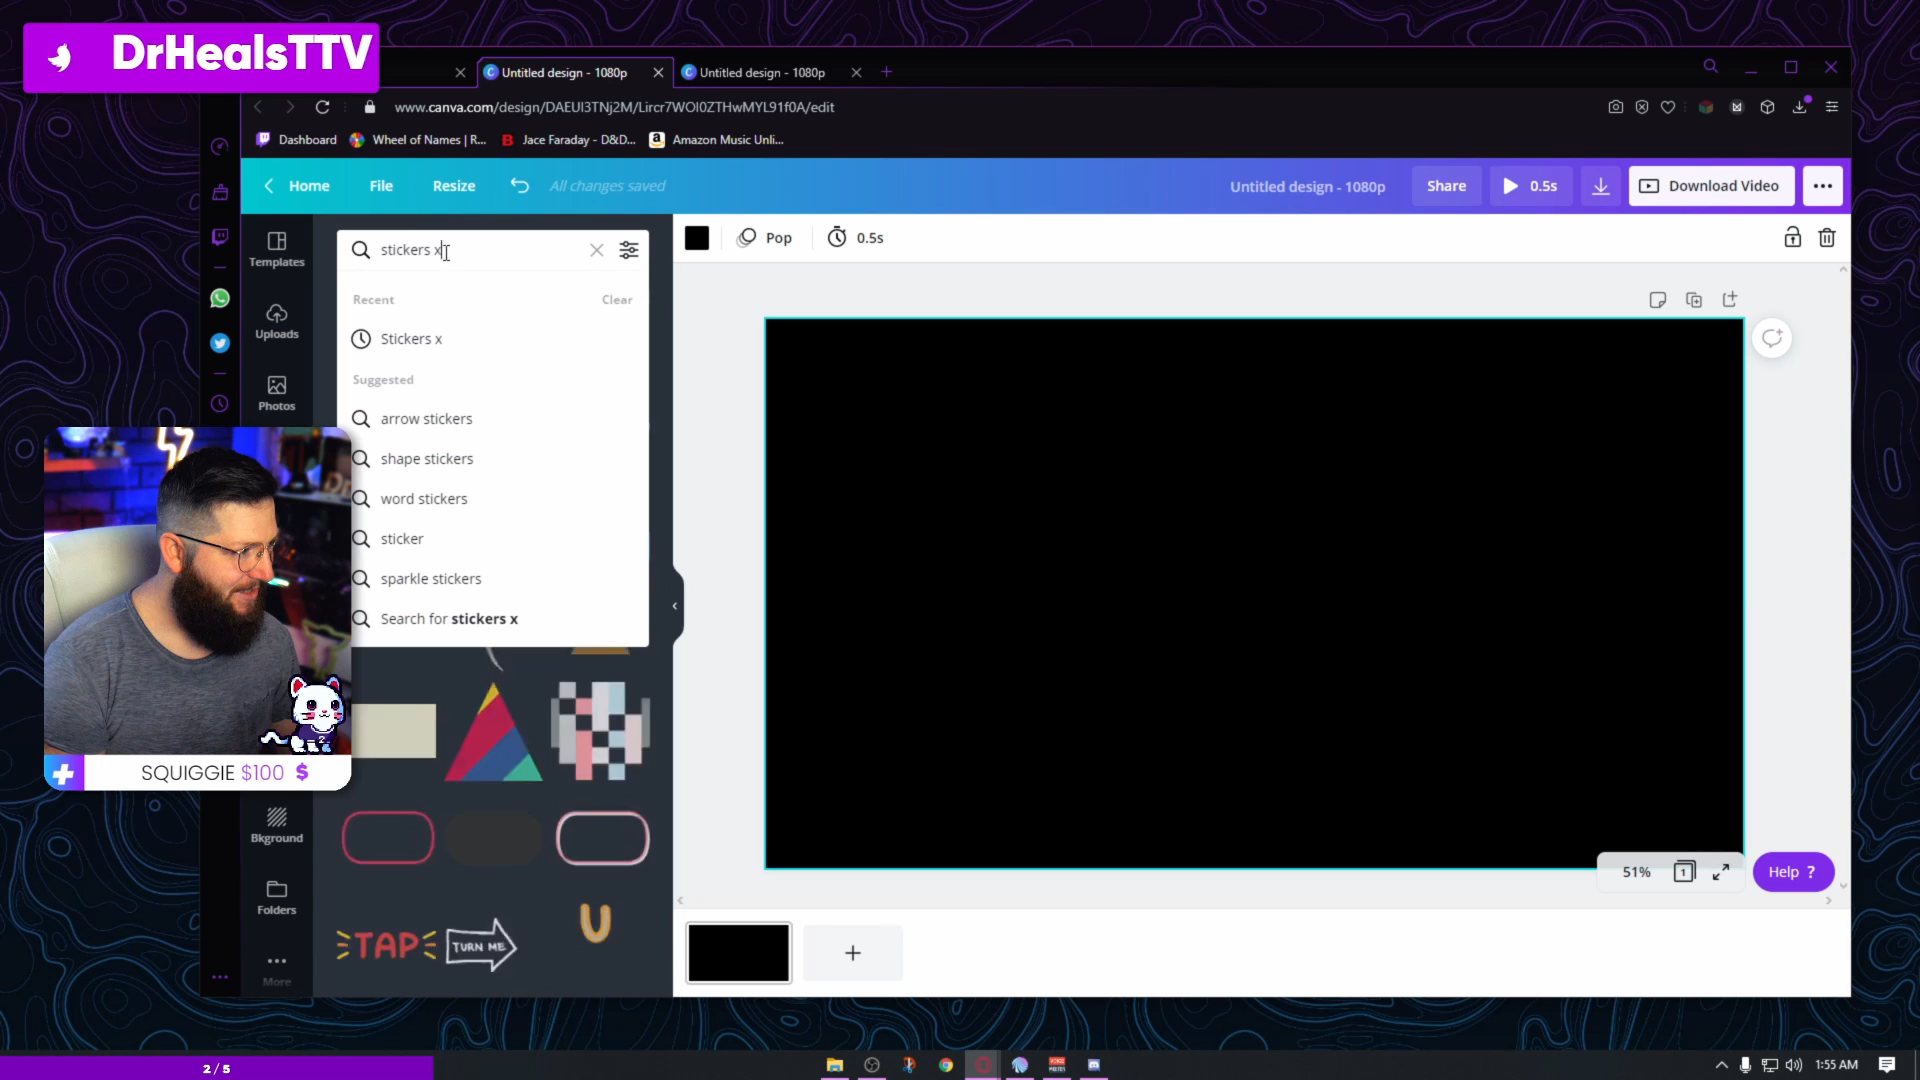 DrHealsTTV
Untitled design - 1080p
Untitled design - 1080p
www.canva.com/design/DAEUI3TNj2M/Lircr7WOI0ZTHwMYL91f0A/edit
Dashboard
Wheel of Names | R...
Jace Faraday - D&D...
Amazon Music Unli...
Home
File
Resize
All changes saved
Untitled design - 1080p
Share
0.5s
Download Video
Templates
Uploads
Photos
stickers x
Recent
Clear
Stickers x
Suggested
arrow stickers
shape stickers
word stickers
sticker
sparkle stickers
Search for stickers x
Pop
0.5s
SQUIGGIE $100 $
Bkground
Folders
More
TAP
TURN ME
U
51%
1
Help ?
2 / 5
1:55 AM